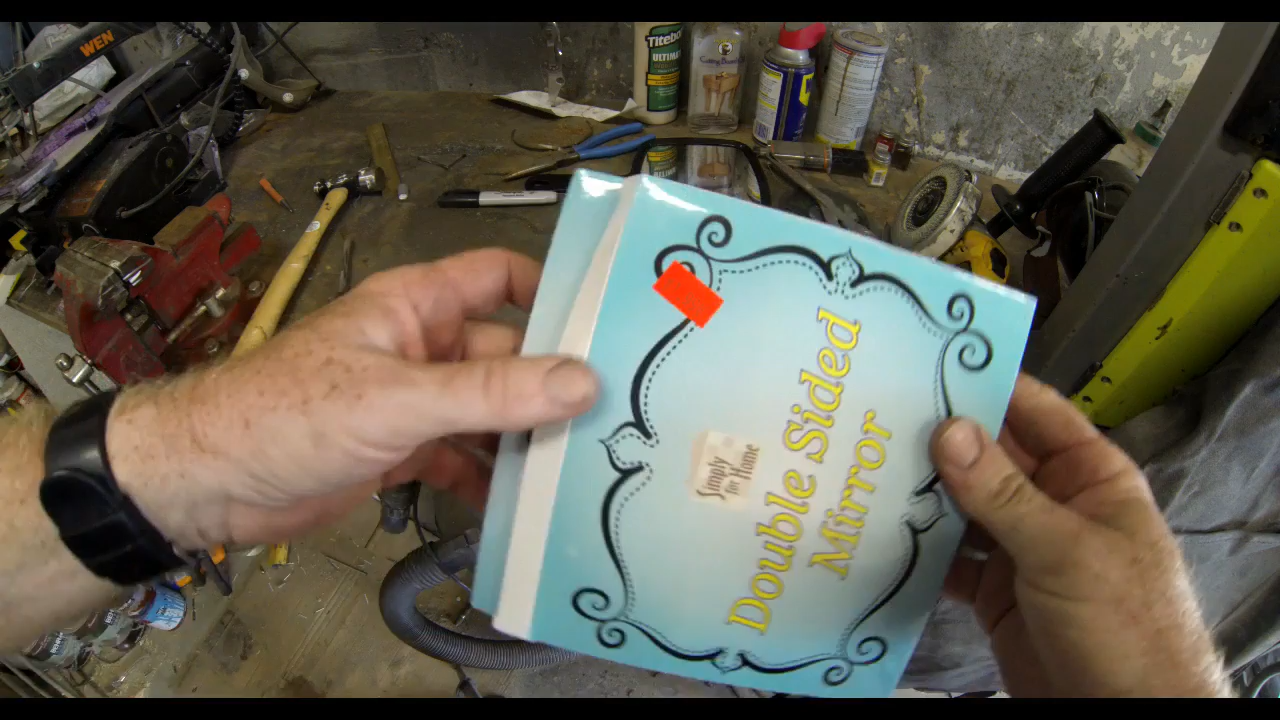 WEN
Titebond
ULTIMATE
Simply
for Home
Double Sided
Mirror